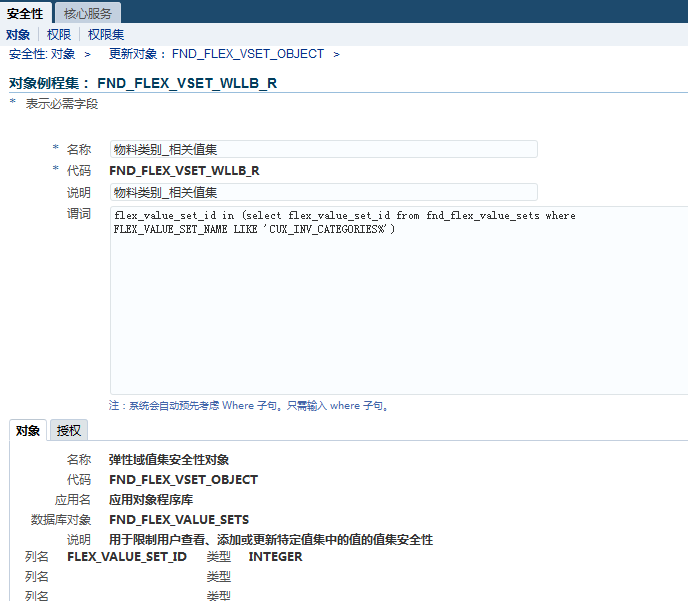 安全性 核心服务
对象 权限 权限集
安全性: 对象 > 更新对象： FND_FLEX_VSET_OBJECT >
对象例程集： FND_FLEX_VSET_WLLB_R
* 表示必需字段
* 名称 物料类别_相关值集
* 代码 FND_FLEX_VSET_WLLB_R
说明 物料类别_相关值集
谓词 flex_value_set_id in (select flex_value_set_id from fnd_flex_value_sets where
FLEX_VALUE_SET_NAME LIKE 'CUX_INV_CATEGORIES%')
注：系统会自动预先考虑 Where 子句。只需输入 where 子句。
对象 授权
名称 弹性域值集安全性对象
代码 FND_FLEX_VSET_OBJECT
应用名 应用对象程序库
数据库对象 FND_FLEX_VALUE_SETS
说明 用于限制用户查看、添加或更新特定值集中的值的值集安全性
列名 FLEX_VALUE_SET_ID 类型 INTEGER
列名 类型
列名 类型